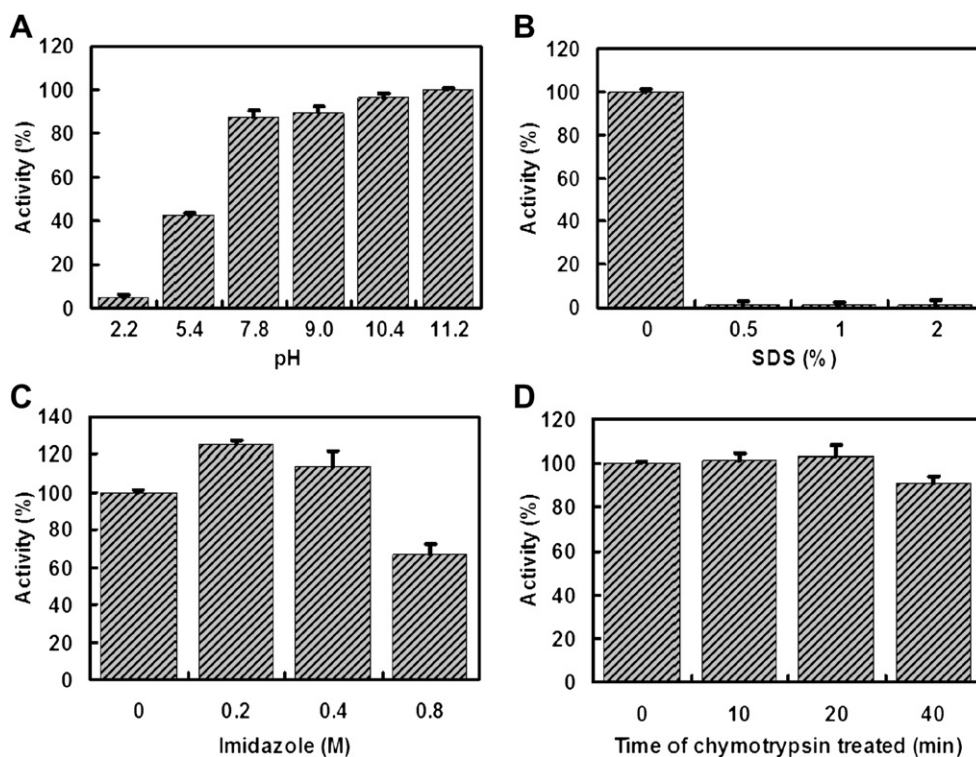 A
Activity (%)
120
100
80
60
40
20
0
2.2 5.4 7.8 9.0 10.4 11.2
pH
B
Activity (%)
120
100
80
60
40
20
0
0 0.5 1 2
SDS (%)
C
Activity (%)
140
120
100
80
60
40
20
0
0 0.2 0.4 0.8
Imidazole (M)
D
Activity (%)
120
100
80
60
40
20
0
0 10 20 40
Time of chymotrypsin treated (min)